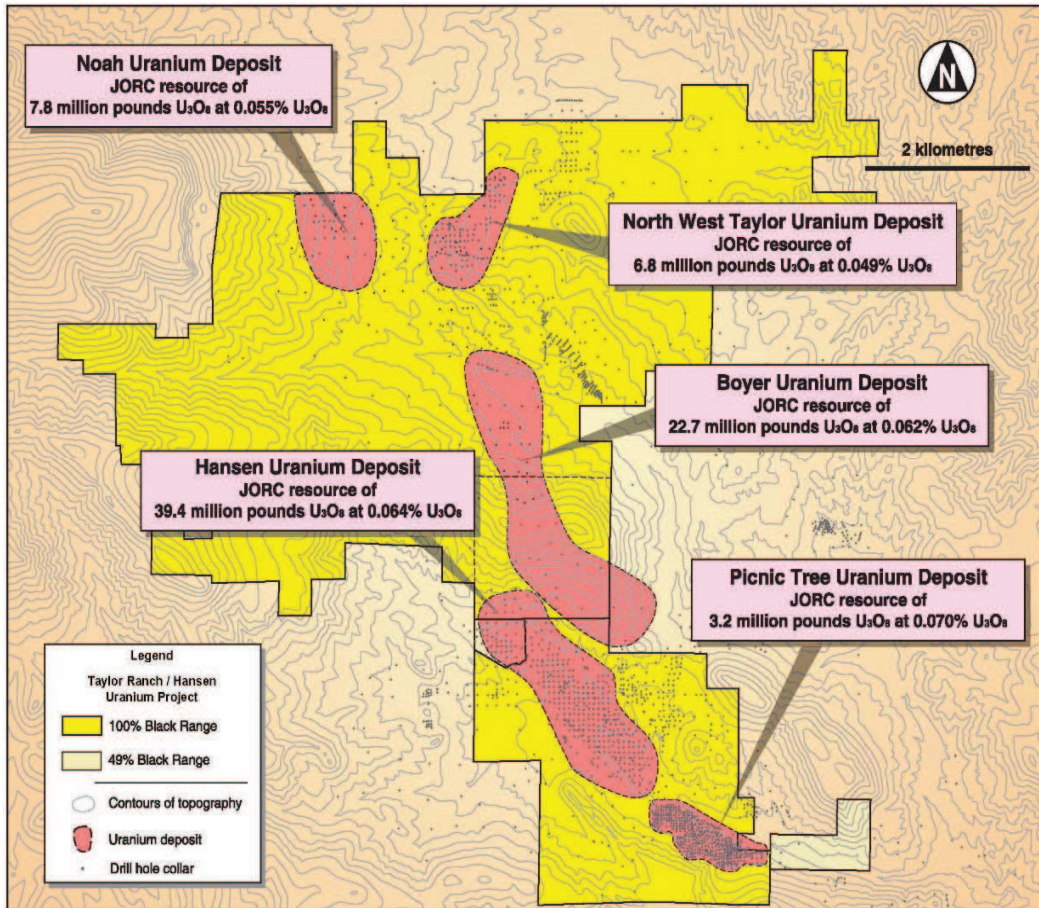 Noah Uranium Deposit
JORC resource of
7.8 million pounds U₃O₈ at 0.055% U₃O₈
N
2 kilometres
North West Taylor Uranium Deposit
JORC resource of
6.8 million pounds U₃O₈ at 0.049% U₃O₈
Boyer Uranium Deposit
JORC resource of
22.7 million pounds U₃O₈ at 0.062% U₃O₈
Hansen Uranium Deposit
JORC resource of
39.4 million pounds U₃O₈ at 0.064% U₃O₈
Picnic Tree Uranium Deposit
JORC resource of
3.2 million pounds U₃O₈ at 0.070% U₃O₈
Legend
Taylor Ranch / Hansen
Uranium Project
100% Black Range
49% Black Range
Contours of topography
Uranium deposit
Drill hole collar